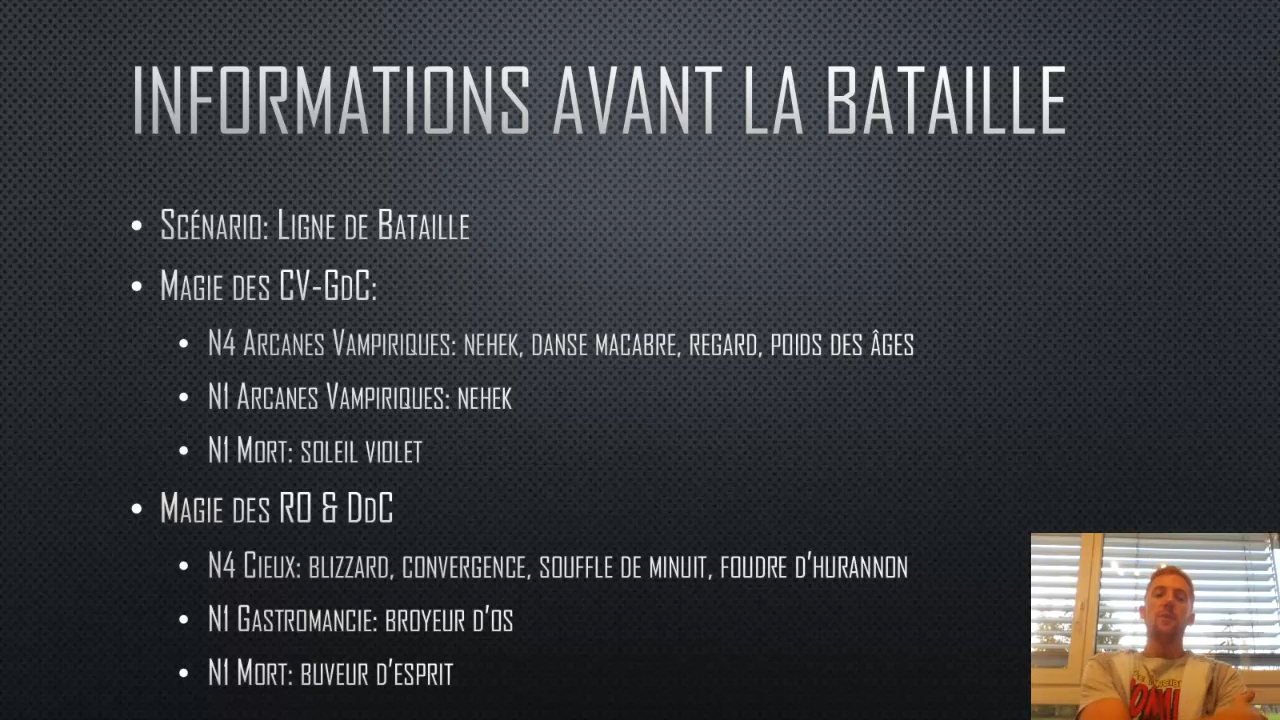 INFORMATIONS AVANT LA BATAILLE
• SCÉNARIO: LIGNE DE BATAILLE
• MAGIE DES CV-GDC:
• N4 ARCANES VAMPIRIQUES: NEHEK, DANSE MACABRE, REGARD, POIDS DES ÂGES
• N1 ARCANES VAMPIRIQUES: NEHEK
• N1 MORT: SOLEIL VIOLET
• MAGIE DES RO & DDC
• N4 CIEUX: BLIZZARD, CONVERGENCE, SOUFFLE DE MINUIT, FOUDRE D'HURANNON
• N1 GASTROMANCIE: BROYEUR D'OS
• N1 MORT: BUVEUR D'ESPRIT